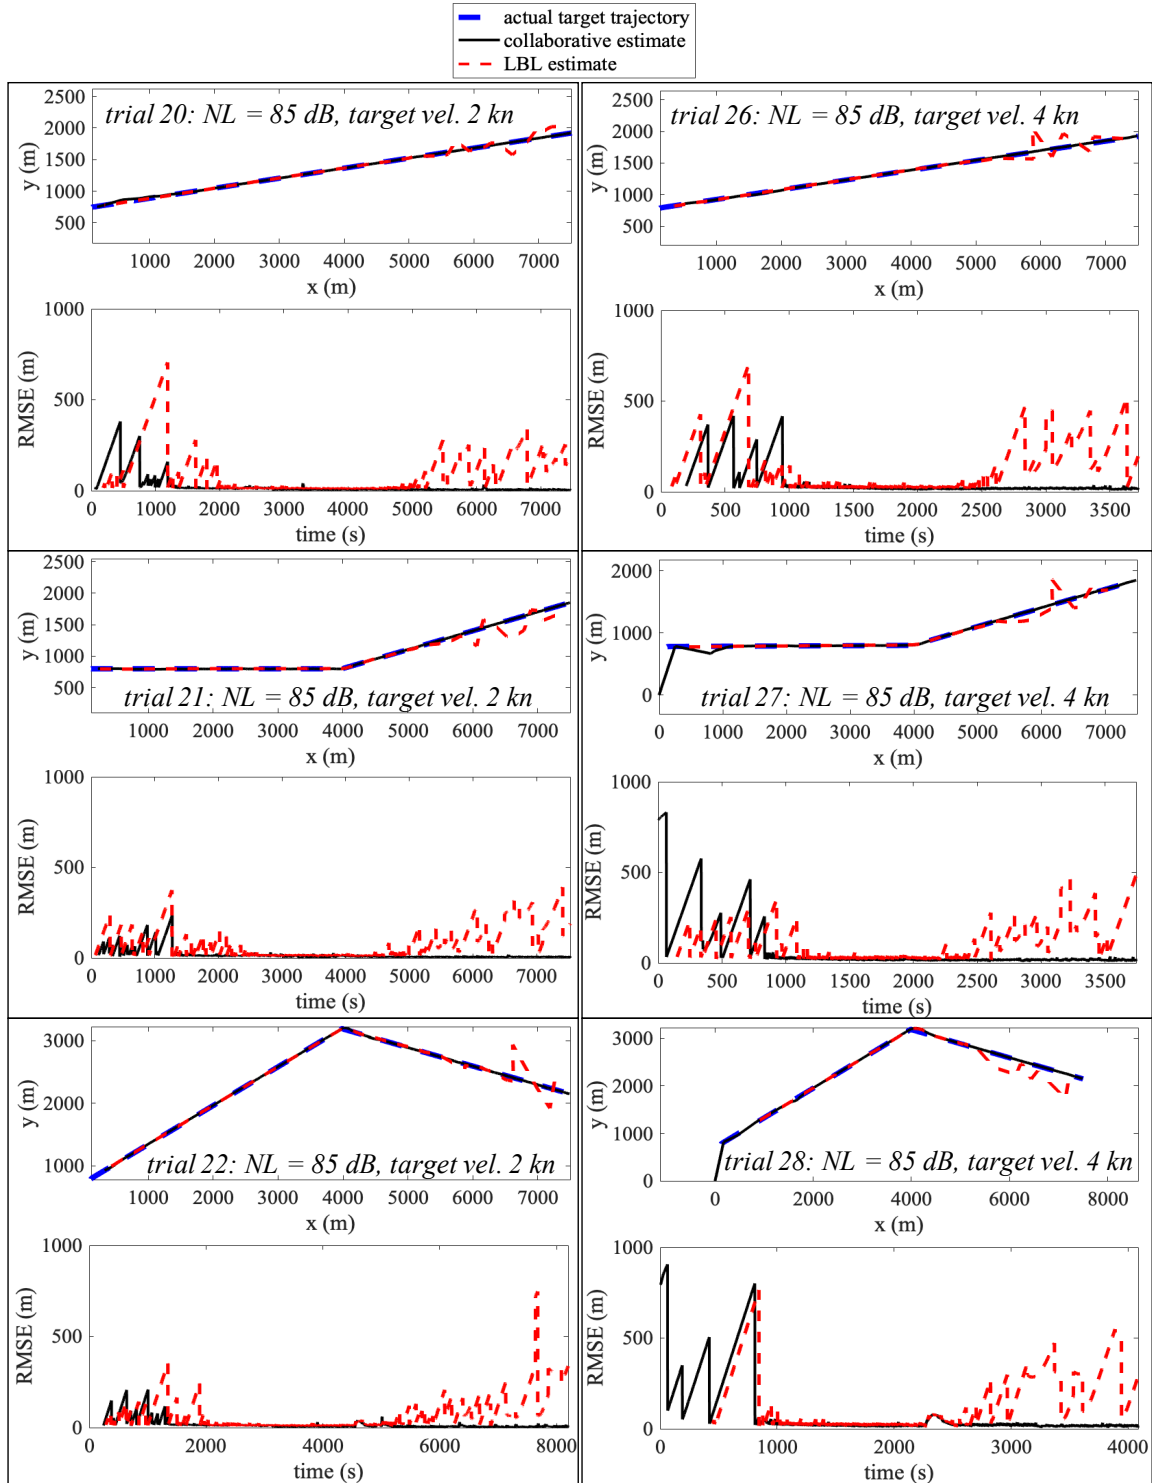 actual target trajectory
collaborative estimate
LBL estimate
trial 20: NL = 85 dB, target vel. 2 kn
y (m)
2500
2000
1500
1000
500
1000 2000 3000 4000 5000 6000 7000
x (m)
RMSE (m)
1000
500
0
0 1000 2000 3000 4000 5000 6000 7000
time (s)
trial 26: NL = 85 dB, target vel. 4 kn
y (m)
2500
2000
1500
1000
500
1000 2000 3000 4000 5000 6000 7000
x (m)
RMSE (m)
1000
500
0
0 500 1000 1500 2000 2500 3000 3500
time (s)
y (m)
2500
2000
1500
1000
500
trial 21: NL = 85 dB, target vel. 2 kn
1000 2000 3000 4000 5000 6000 7000
x (m)
RMSE (m)
1000
500
0
0 1000 2000 3000 4000 5000 6000 7000
time (s)
y (m)
2000
1000
0
trial 27: NL = 85 dB, target vel. 4 kn
0 1000 2000 3000 4000 5000 6000 7000
x (m)
RMSE (m)
1000
500
0
0 500 1000 1500 2000 2500 3000 3500
time (s)
y (m)
3000
2000
1000
trial 22: NL = 85 dB, target vel. 2 kn
1000 2000 3000 4000 5000 6000 7000
x (m)
RMSE (m)
1000
500
0
0 2000 4000 6000 8000
time (s)
y (m)
3000
2000
1000
0
trial 28: NL = 85 dB, target vel. 4 kn
0 2000 4000 6000 8000
x (m)
RMSE (m)
1000
500
0
0 1000 2000 3000 4000
time (s)